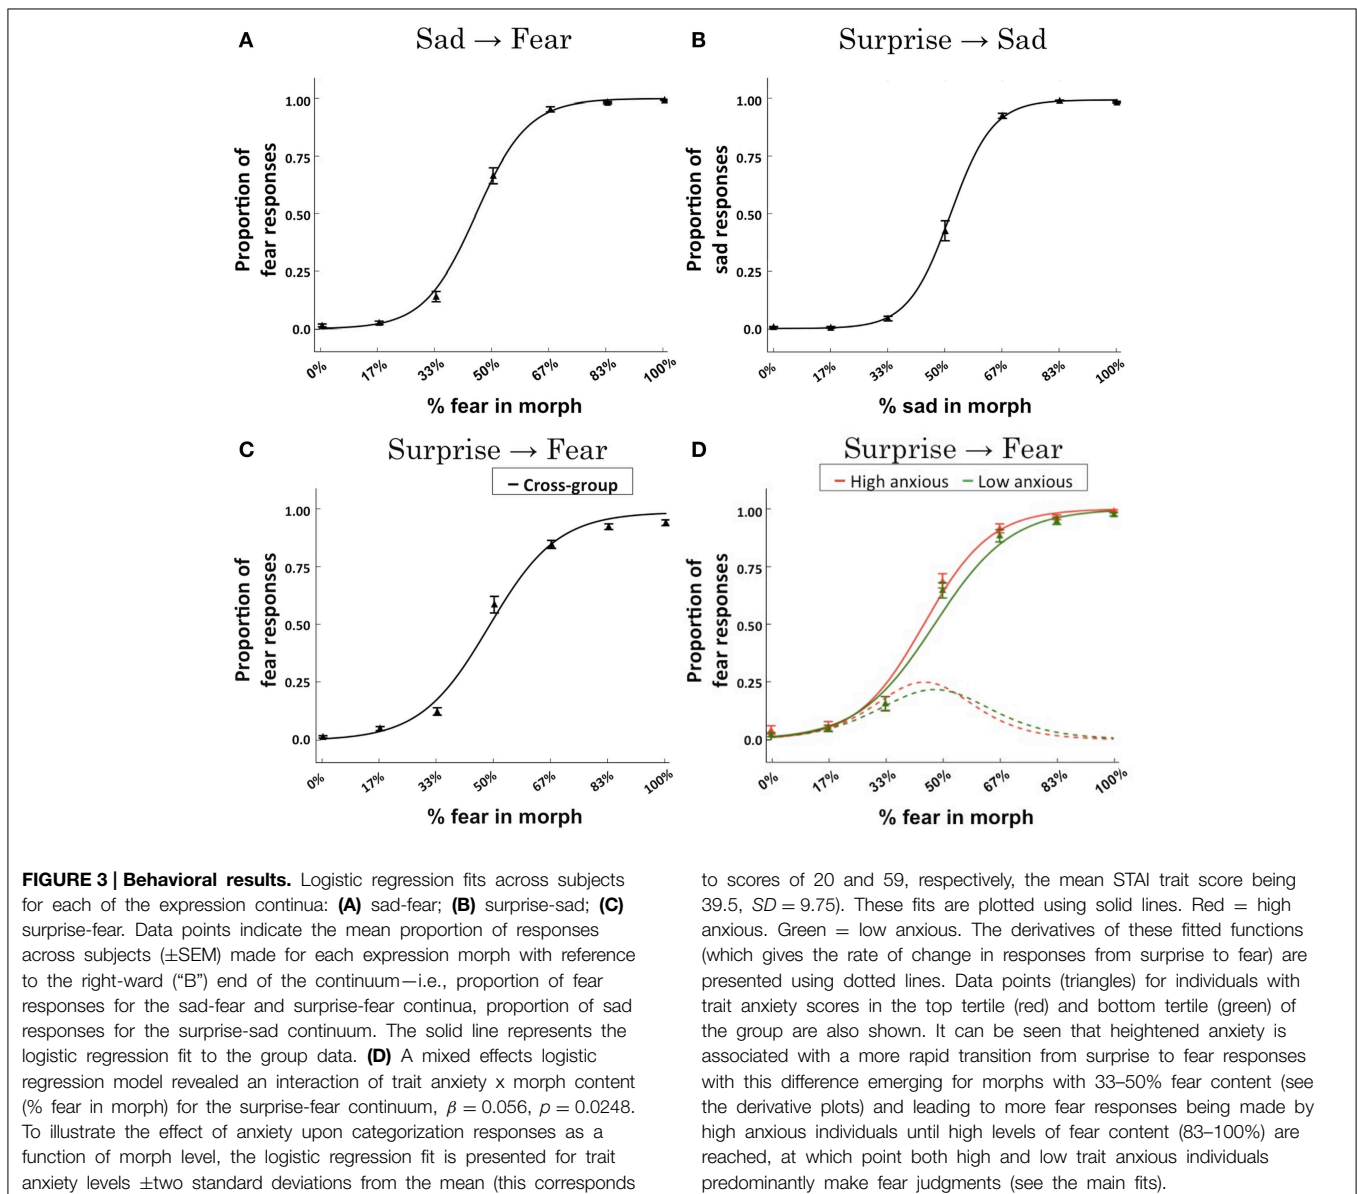 A
Sad → Fear
1.00
0.75
0.50
0.25
0.0
Proportion of
fear responses
0%
17%
33%
50%
67%
83%
100%
% fear in morph
B
Surprise → Sad
1.00
0.75
0.50
0.25
0.0
Proportion of
sad responses
0%
17%
33%
50%
67%
83%
100%
% sad in morph
C
Surprise → Fear
Cross-group
1.00
0.75
0.50
0.25
0.0
Proportion of
fear responses
0%
17%
33%
50%
67%
83%
100%
% fear in morph
D
Surprise → Fear
High anxious
Low anxious
1.00
0.75
0.50
0.25
0.0
Proportion of
fear responses
0%
17%
33%
50%
67%
83%
100%
% fear in morph
FIGURE 3 | Behavioral results. Logistic regression fits across subjects
for each of the expression continua: (A) sad-fear; (B) surprise-sad; (C)
surprise-fear. Data points indicate the mean proportion of responses
across subjects (±SEM) made for each expression morph with reference
to the right-ward (“B”) end of the continuum—i.e., proportion of fear
responses for the sad-fear and surprise-fear continua, proportion of sad
responses for the surprise-sad continuum. The solid line represents the
logistic regression fit to the group data. (D) A mixed effects logistic
regression model revealed an interaction of trait anxiety x morph content
(% fear in morph) for the surprise-fear continuum, β = 0.056, p = 0.0248.
To illustrate the effect of anxiety upon categorization responses as a
function of morph level, the logistic regression fit is presented for trait
anxiety levels ±two standard deviations from the mean (this corresponds
to scores of 20 and 59, respectively, the mean STAI trait score being
39.5, SD = 9.75). These fits are plotted using solid lines. Red = high
anxious. Green = low anxious. The derivatives of these fitted functions
(which gives the rate of change in responses from surprise to fear) are
presented using dotted lines. Data points (triangles) for individuals with
trait anxiety scores in the top tertile (red) and bottom tertile (green) of
the group are also shown. It can be seen that heightened anxiety is
associated with a more rapid transition from surprise to fear responses
with this difference emerging for morphs with 33–50% fear content (see
the derivative plots) and leading to more fear responses being made by
high anxious individuals until high levels of fear content (83–100%) are
reached, at which point both high and low trait anxious individuals
predominantly make fear judgments (see the main fits).